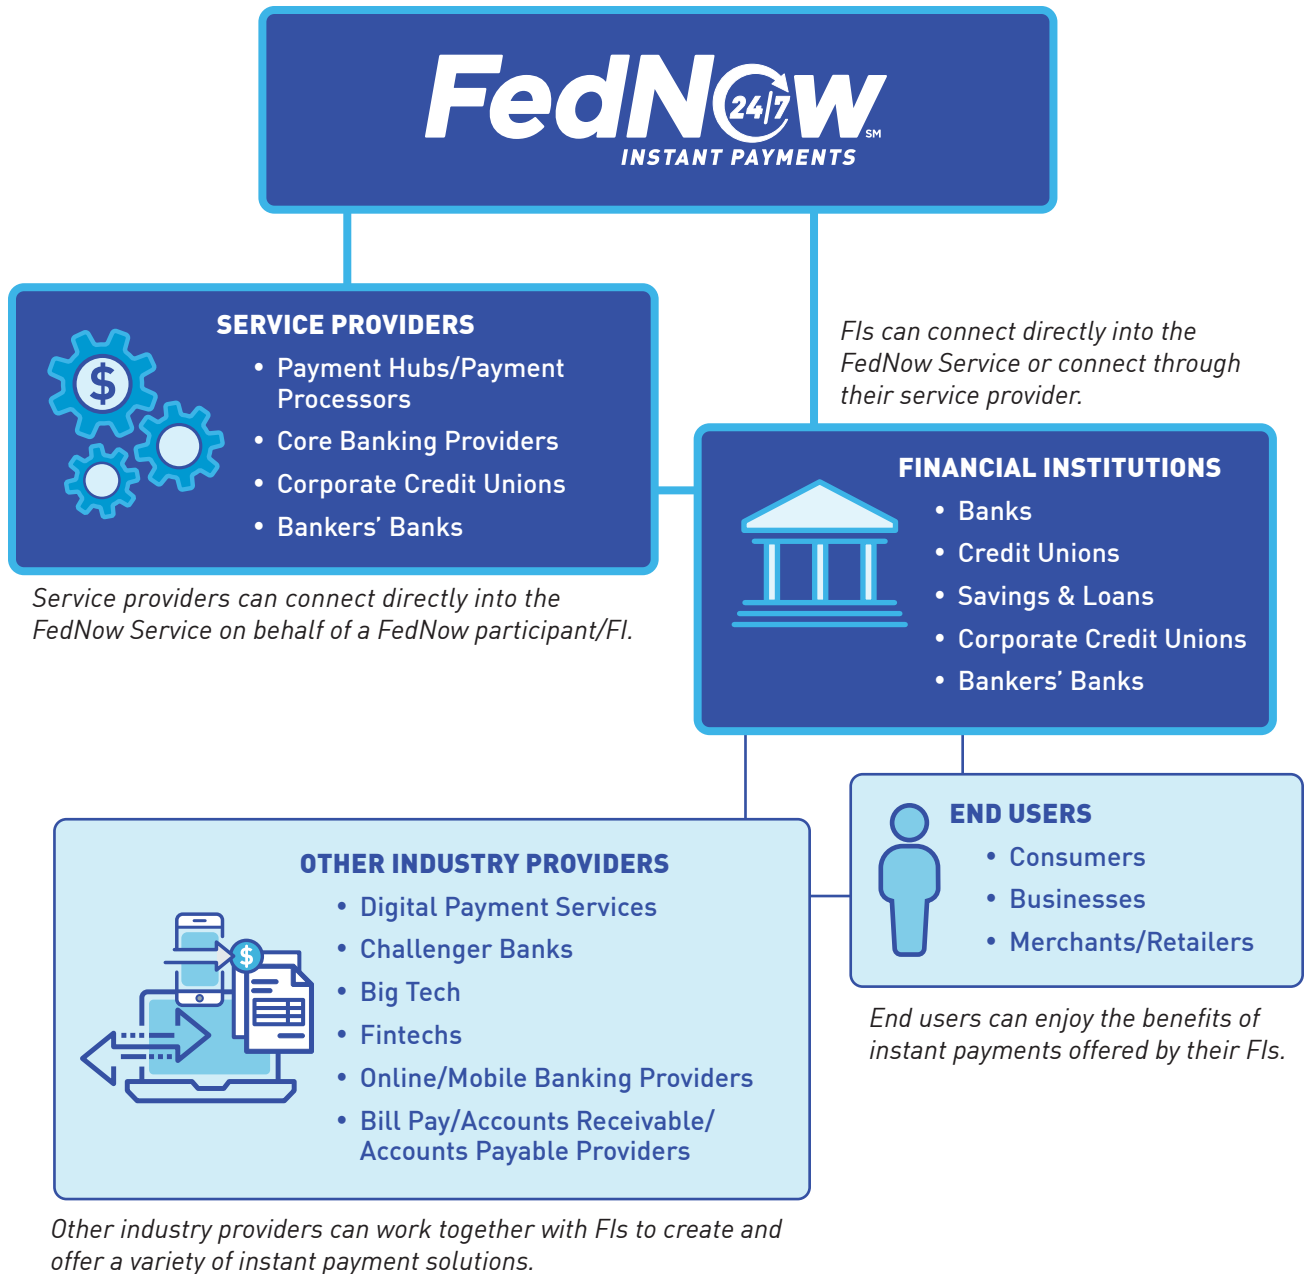 FedNow
24/7
SM
INSTANT PAYMENTS
SERVICE PROVIDERS
• Payment Hubs/Payment
Processors
• Core Banking Providers
• Corporate Credit Unions
• Bankers’ Banks
$
Service providers can connect directly into the
FedNow Service on behalf of a FedNow participant/FI.
FIs can connect directly into the
FedNow Service or connect through
their service provider.
FINANCIAL INSTITUTIONS
• Banks
• Credit Unions
• Savings & Loans
• Corporate Credit Unions
• Bankers’ Banks
OTHER INDUSTRY PROVIDERS
• Digital Payment Services
• Challenger Banks
• Big Tech
• Fintechs
• Online/Mobile Banking Providers
• Bill Pay/Accounts Receivable/
Accounts Payable Providers
$
Other industry providers can work together with FIs to create and
offer a variety of instant payment solutions.
END USERS
• Consumers
• Businesses
• Merchants/Retailers
End users can enjoy the benefits of
instant payments offered by their FIs.